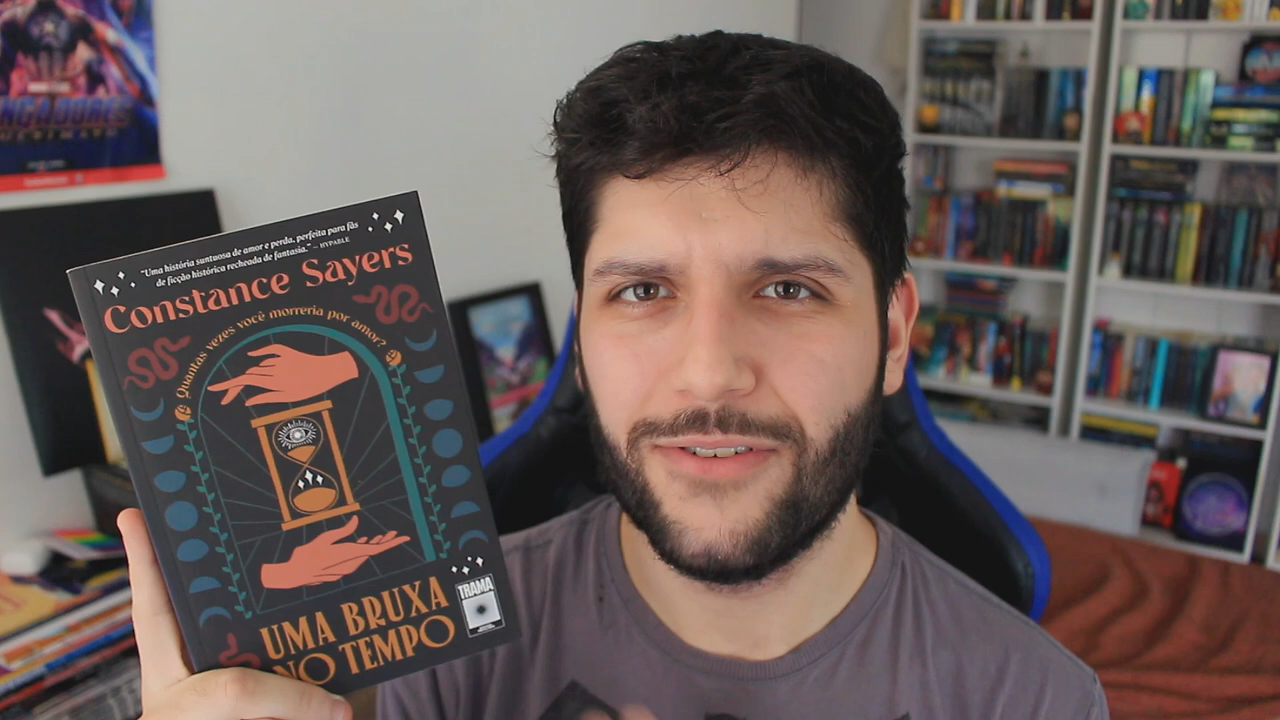 "Uma história suntuosa de amor e perda, perfeita para fãs
de ficção histórica recheada de fantasia." – HYPABLE
Constance Sayers
Quantas vezes você morreria por amor?
UMA BRUXA
NO TEMPO
TRAMA